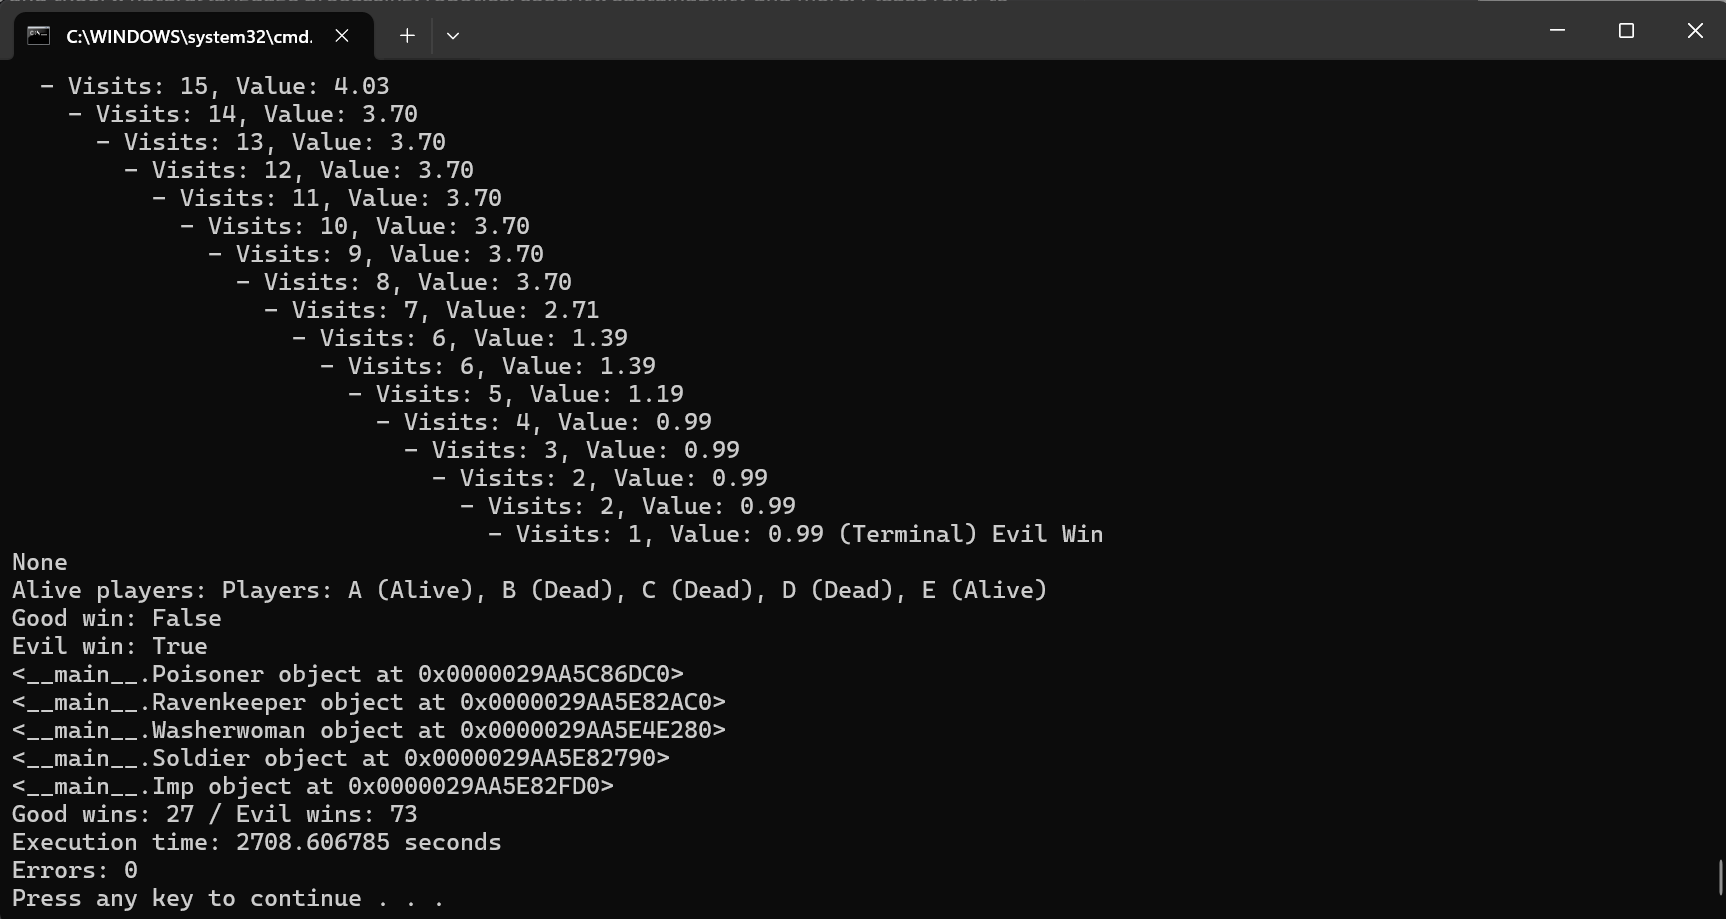 C:\WINDOWS\system32\cmd.
- Visits: 15, Value: 4.03
- Visits: 14, Value: 3.70
- Visits: 13, Value: 3.70
- Visits: 12, Value: 3.70
- Visits: 11, Value: 3.70
- Visits: 10, Value: 3.70
- Visits: 9, Value: 3.70
- Visits: 8, Value: 3.70
- Visits: 7, Value: 2.71
- Visits: 6, Value: 1.39
- Visits: 6, Value: 1.39
- Visits: 5, Value: 1.19
- Visits: 4, Value: 0.99
- Visits: 3, Value: 0.99
- Visits: 2, Value: 0.99
- Visits: 2, Value: 0.99
- Visits: 1, Value: 0.99 (Terminal) Evil Win
None
Alive players: Players: A (Alive), B (Dead), C (Dead), D (Dead), E (Alive)
Good win: False
Evil win: True
<__main__.Poisoner object at 0x0000029AA5C86DC0>
<__main__.Ravenkeeper object at 0x0000029AA5E82AC0>
<__main__.Washerwoman object at 0x0000029AA5E4E280>
<__main__.Soldier object at 0x0000029AA5E82790>
<__main__.Imp object at 0x0000029AA5E82FD0>
Good wins: 27 / Evil wins: 73
Execution time: 2708.606785 seconds
Errors: 0
Press any key to continue . . .